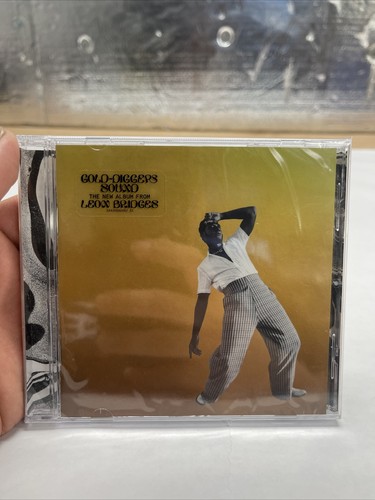 GOLD-DIGGERS
SOUND
THE NEW ALBUM FROM
LEON BRIDGES